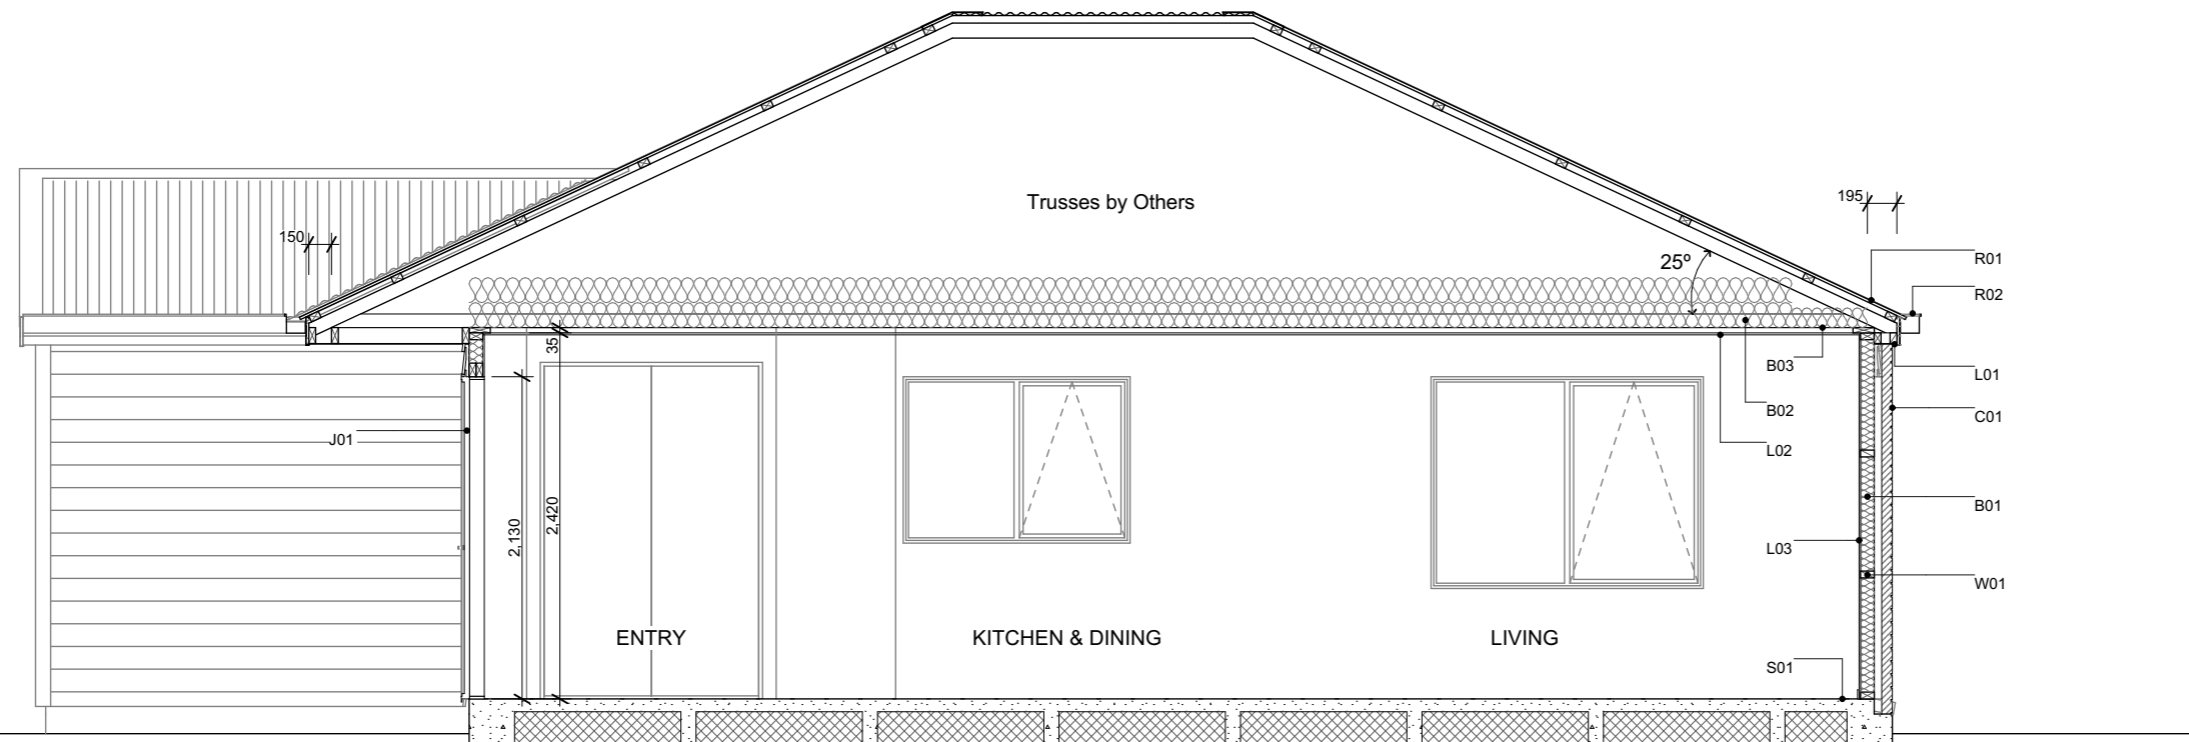 Trusses by Others
195
150
25º
R01
R02
35
B03
L01
B02
C01
J01
L02
2,130
2,420
B01
L03
W01
ENTRY
KITCHEN & DINING
LIVING
S01